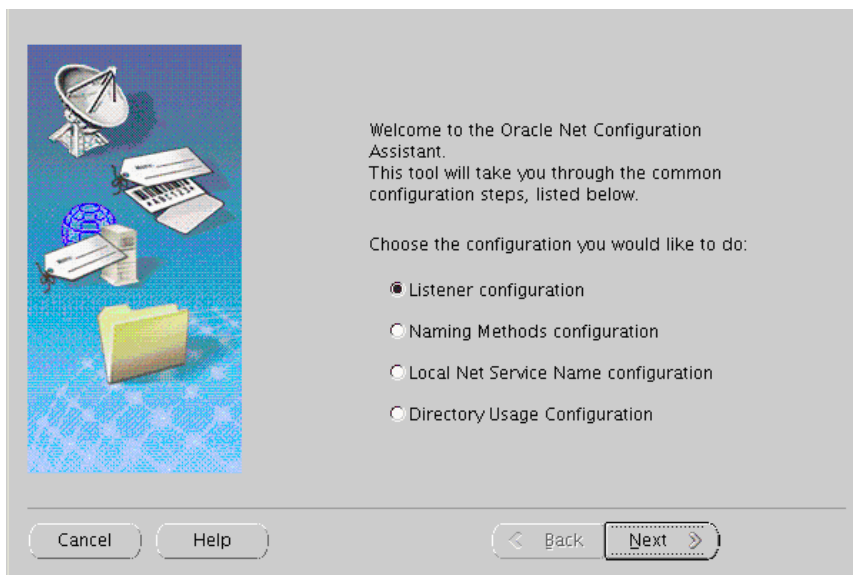 Welcome to the Oracle Net Configuration
Assistant.
This tool will take you through the common
configuration steps, listed below.
Choose the configuration you would like to do:
Listener configuration
Naming Methods configuration
Local Net Service Name configuration
Directory Usage Configuration
Cancel
Help
Back
Next